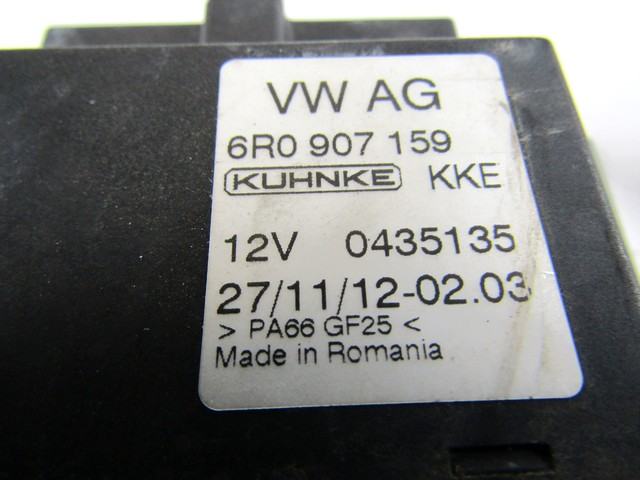 VW AG
6R0 907 159
KUHNKE KKE
12V 0435135
27/11/12-02.03
> PA66 GF25 <
Made in Romania